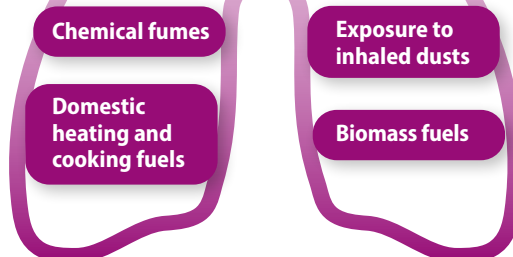 Chemical fumes
Exposure to
inhaled dusts
Domestic
heating and
cooking fuels
Biomass fuels